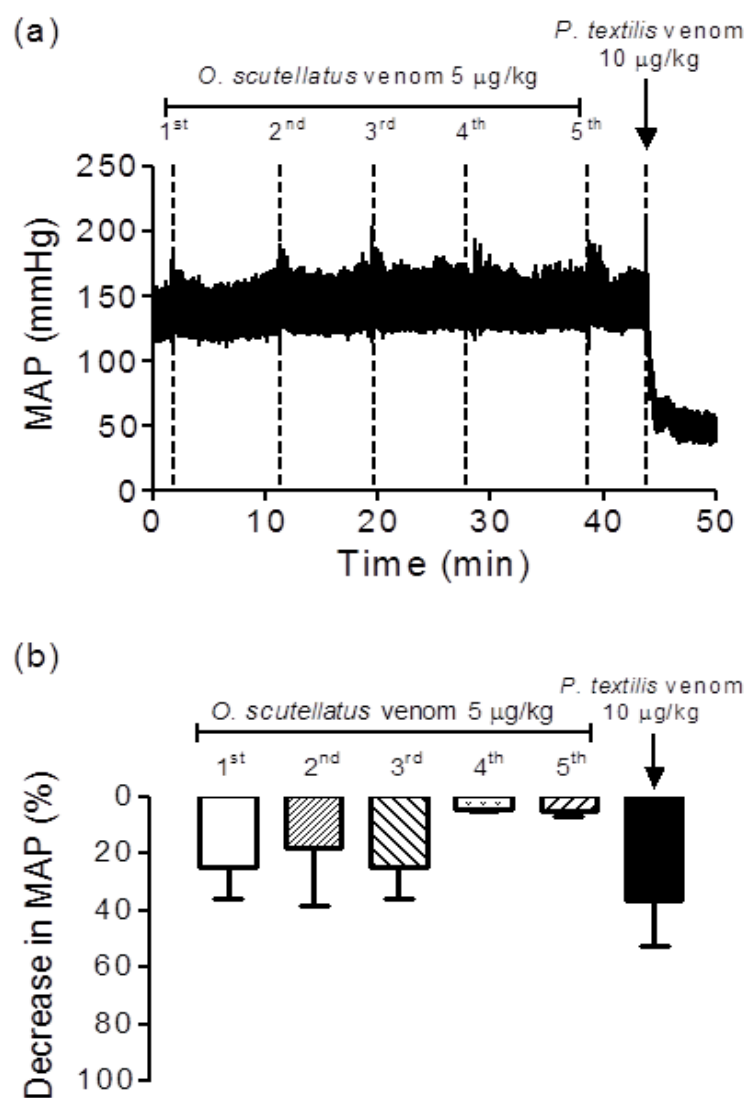 (a)
P. textilis venom
10 µg/kg
O. scutellatus venom 5 µg/kg
1st 2nd 3rd 4th 5th
250
200
150
100
50
0
MAP (mmHg)
0 10 20 30 40 50
Time (min)
(b)
P. textilis venom
10 µg/kg
O. scutellatus venom 5 µg/kg
1st 2nd 3rd 4th 5th
0
20
40
60
80
100
Decrease in MAP (%)